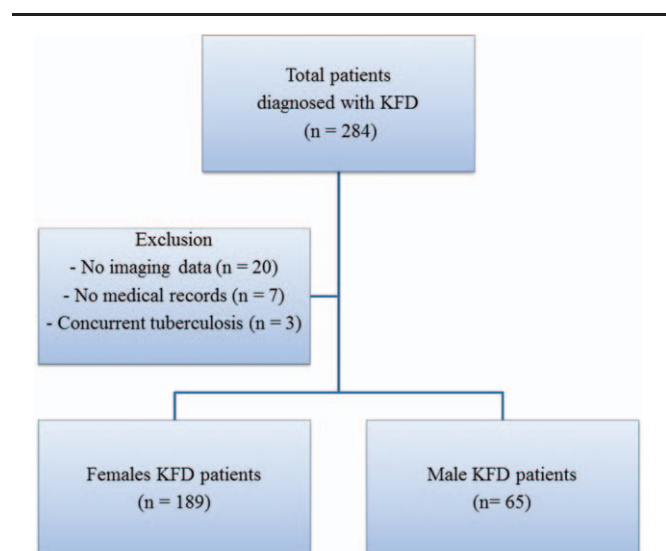 Total patients
diagnosed with KFD
(n = 284)
Exclusion
- No imaging data (n = 20)
- No medical records (n = 7)
- Concurrent tuberculosis (n = 3)
Females KFD patients
(n = 189)
Male KFD patients
(n= 65)